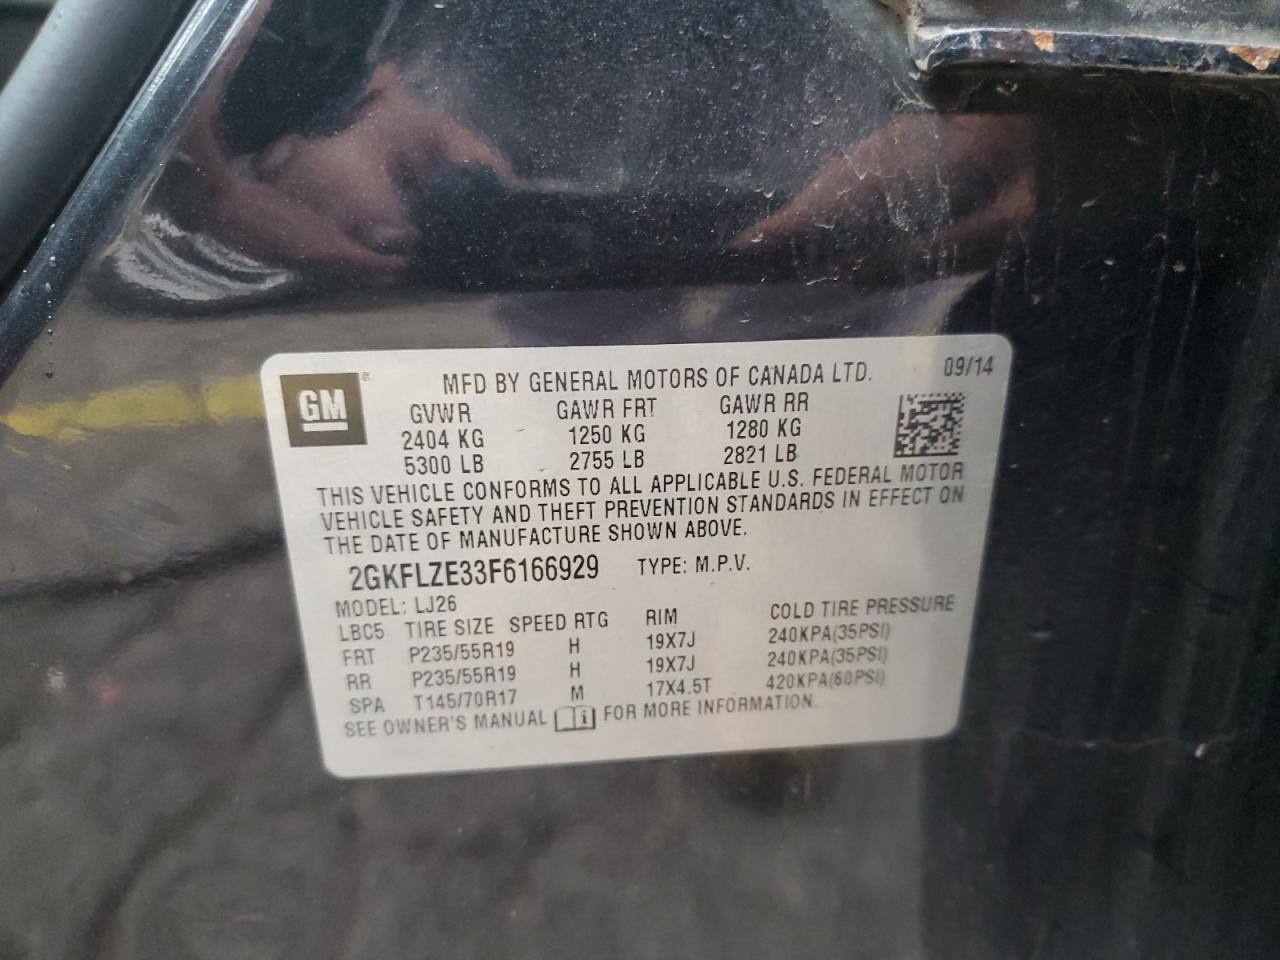 GM
MFD BY GENERAL MOTORS OF CANADA LTD. 09/14
GVWR GAWR FRT GAWR RR
2404 KG 1250 KG 1280 KG
5300 LB 2755 LB 2821 LB
THIS VEHICLE CONFORMS TO ALL APPLICABLE U.S. FEDERAL MOTOR
VEHICLE SAFETY AND THEFT PREVENTION STANDARDS IN EFFECT ON
THE DATE OF MANUFACTURE SHOWN ABOVE.
2GKFLZE33F6166929 TYPE: M.P.V.
MODEL: LJ26
LBC5 TIRE SIZE SPEED RTG RIM COLD TIRE PRESSURE
FRT P235/55R19 H 19X7J 240KPA(35PSI)
RR P235/55R19 H 19X7J 240KPA(35PSI)
SPA T145/70R17 M 17X4.5T 420KPA(60PSI)
SEE OWNER'S MANUAL FOR MORE INFORMATION.